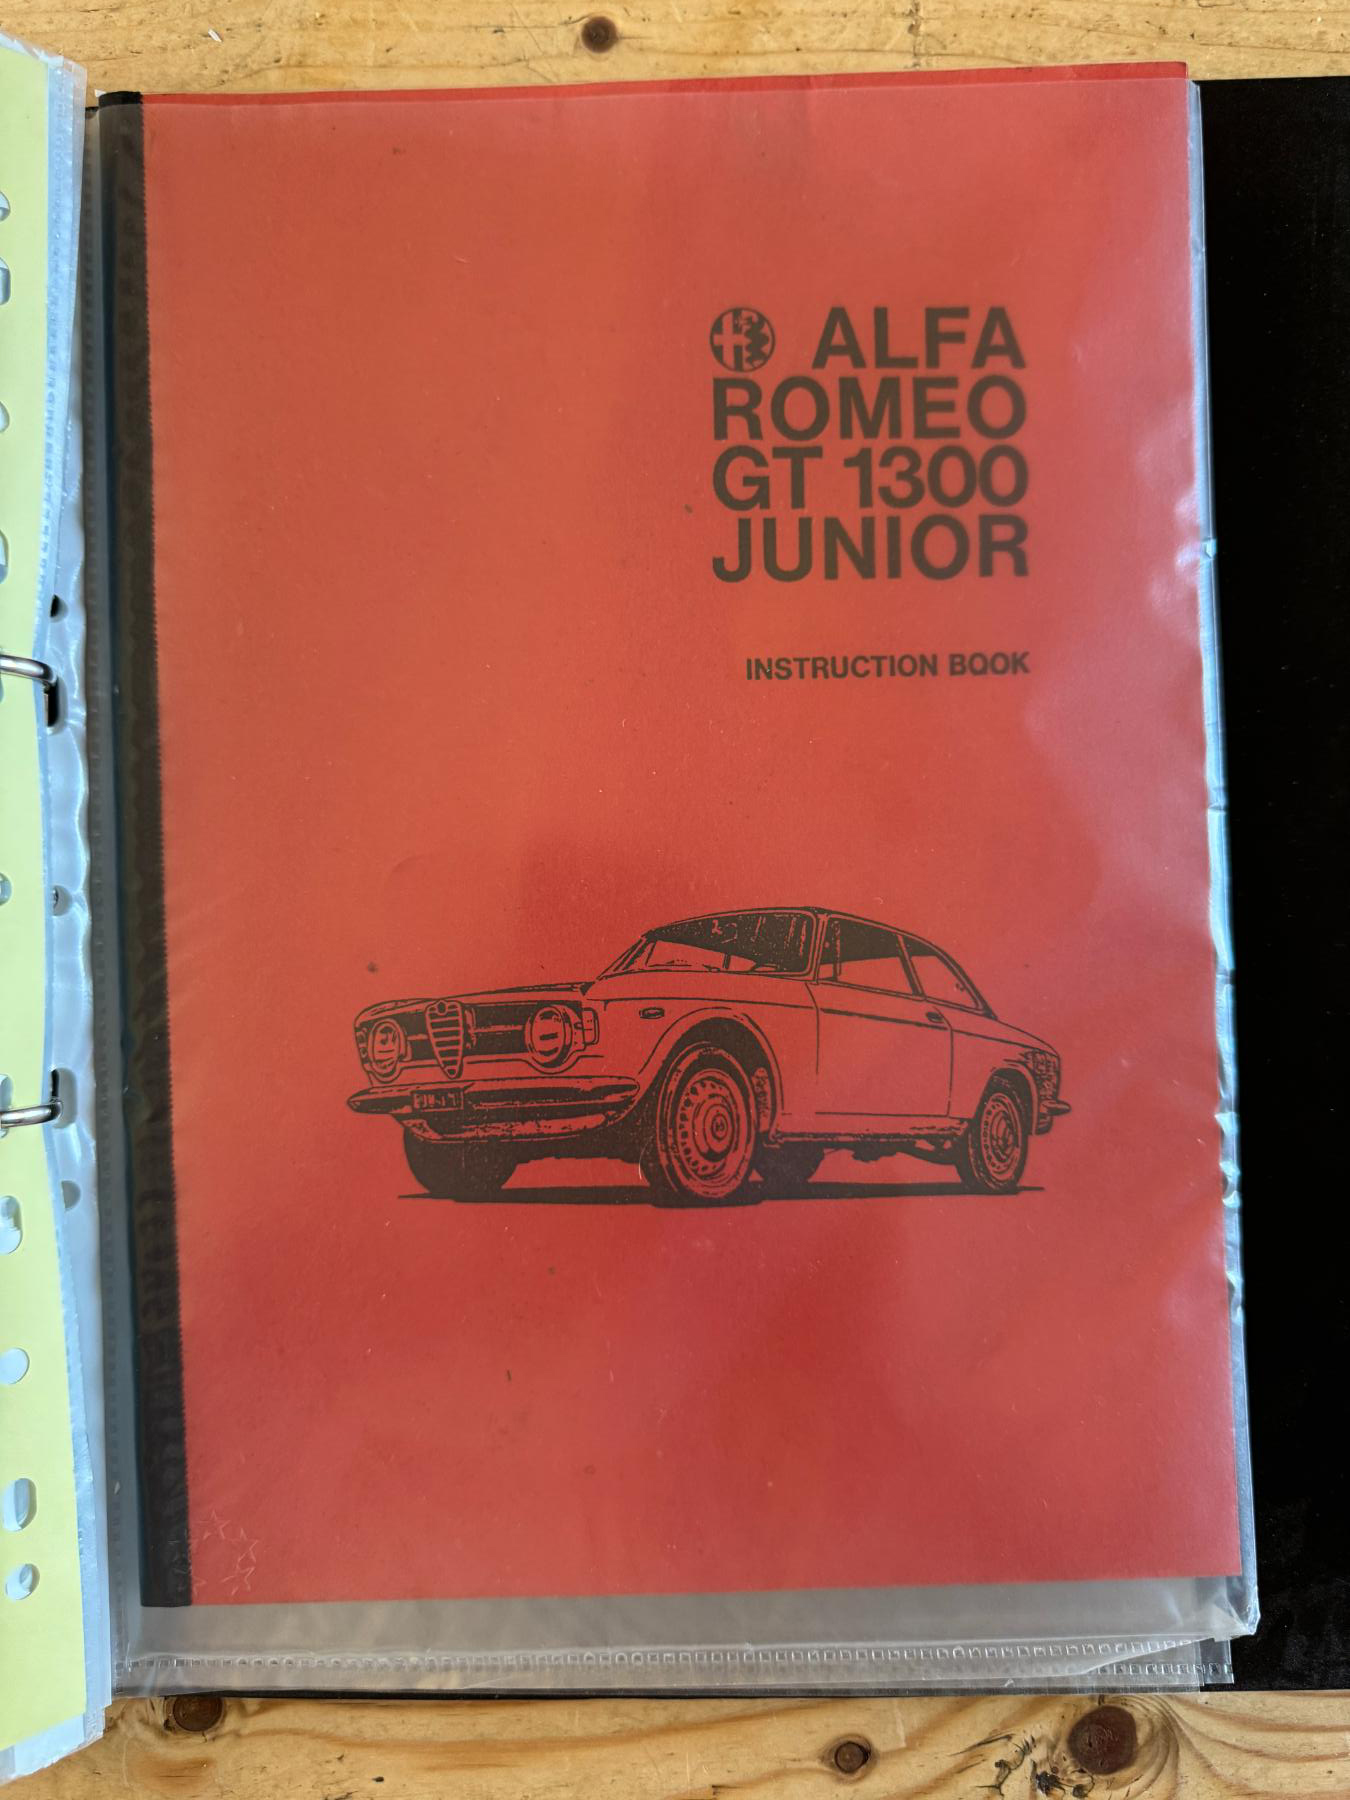 ALFA
ROMEO
GT 1300
JUNIOR
INSTRUCTION BOOK